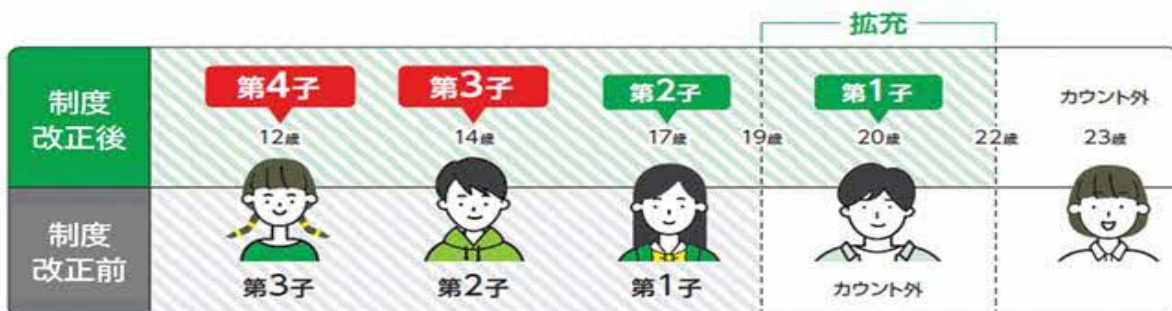 拡充
制度
改正後
第4子
第3子
第2子
第1子
カウント外
12歳
14歳
17歳
19歳
20歳
22歳
23歳
制度
改正前
第3子
第2子
第1子
カウント外